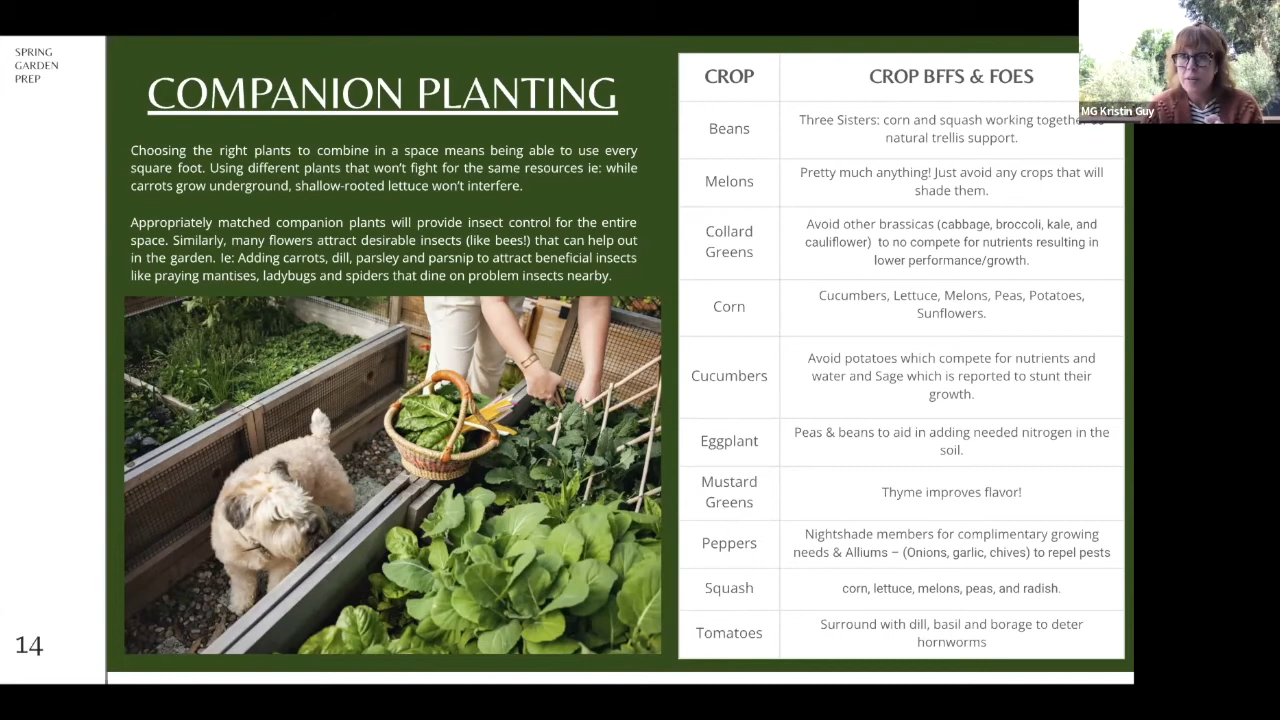 SPRING
GARDEN
PREP
COMPANION PLANTING
Choosing the right plants to combine in a space means being able to use every
square foot. Using different plants that won't fight for the same resources ie: while
carrots grow underground, shallow-rooted lettuce won't interfere.
Appropriately matched companion plants will provide insect control for the entire
space. Similarly, many flowers attract desirable insects (like bees!) that can help out
in the garden. Ie: Adding carrots, dill, parsley and parsnip to attract beneficial insects
like praying mantises, ladybugs and spiders that dine on problem insects nearby.
14
CROP
CROP BFFS & FOES
Beans
Three Sisters: corn and squash working together
natural trellis support.
Melons
Pretty much anything! Just avoid any crops that will
shade them.
Collard
Greens
Avoid other brassicas (cabbage, broccoli, kale, and
cauliflower) to no compete for nutrients resulting in
lower performance/growth.
Corn
Cucumbers, Lettuce, Melons, Peas, Potatoes,
Sunflowers.
Cucumbers
Avoid potatoes which compete for nutrients and
water and Sage which is reported to stunt their
growth.
Eggplant
Peas & beans to aid in adding needed nitrogen in the
soil.
Mustard
Greens
Thyme improves flavor!
Peppers
Nightshade members for complimentary growing
needs & Alliums – (Onions, garlic, chives) to repel pests
Squash
corn, lettuce, melons, peas, and radish.
Tomatoes
Surround with dill, basil and borage to deter
hornworms
MG Kristin Guy